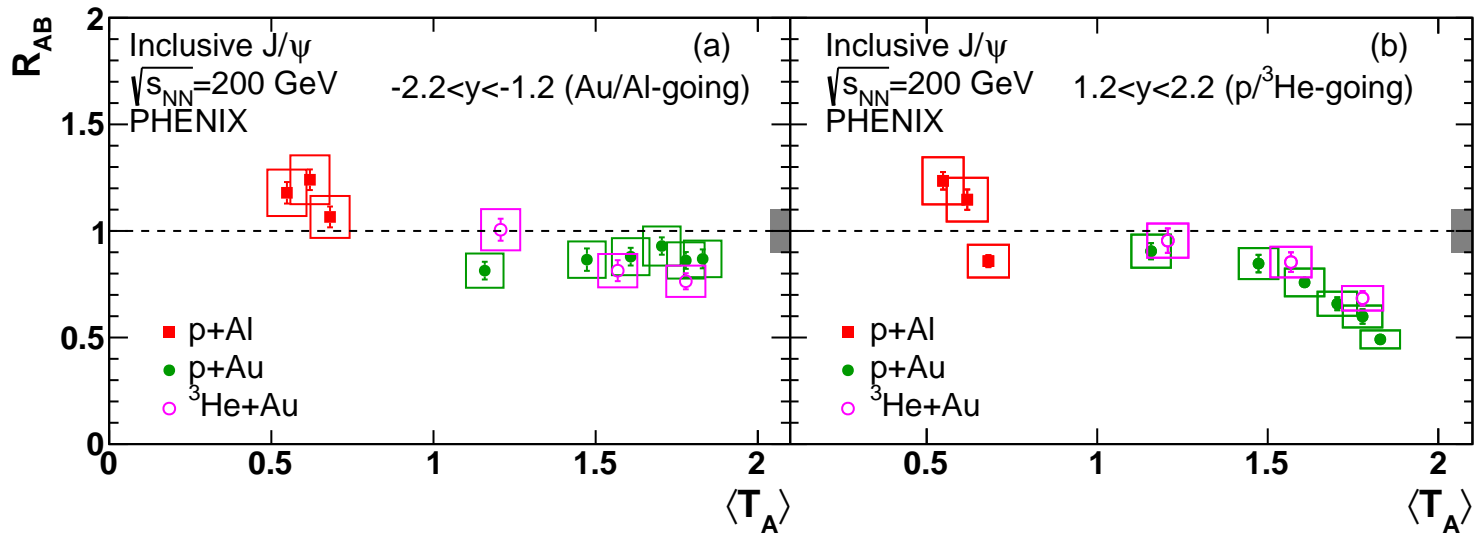 R_AB
2
1.5
1
0.5
0
Inclusive J/ψ (a)
√s_NN=200 GeV -2.2<y<-1.2 (Au/Al-going)
PHENIX
p+Al
p+Au
³He+Au
0 0.5 1 1.5 2
⟨T_A⟩
Inclusive J/ψ (b)
√s_NN=200 GeV 1.2<y<2.2 (p/³He-going)
PHENIX
p+Al
p+Au
³He+Au
0.5 1 1.5 2
⟨T_A⟩